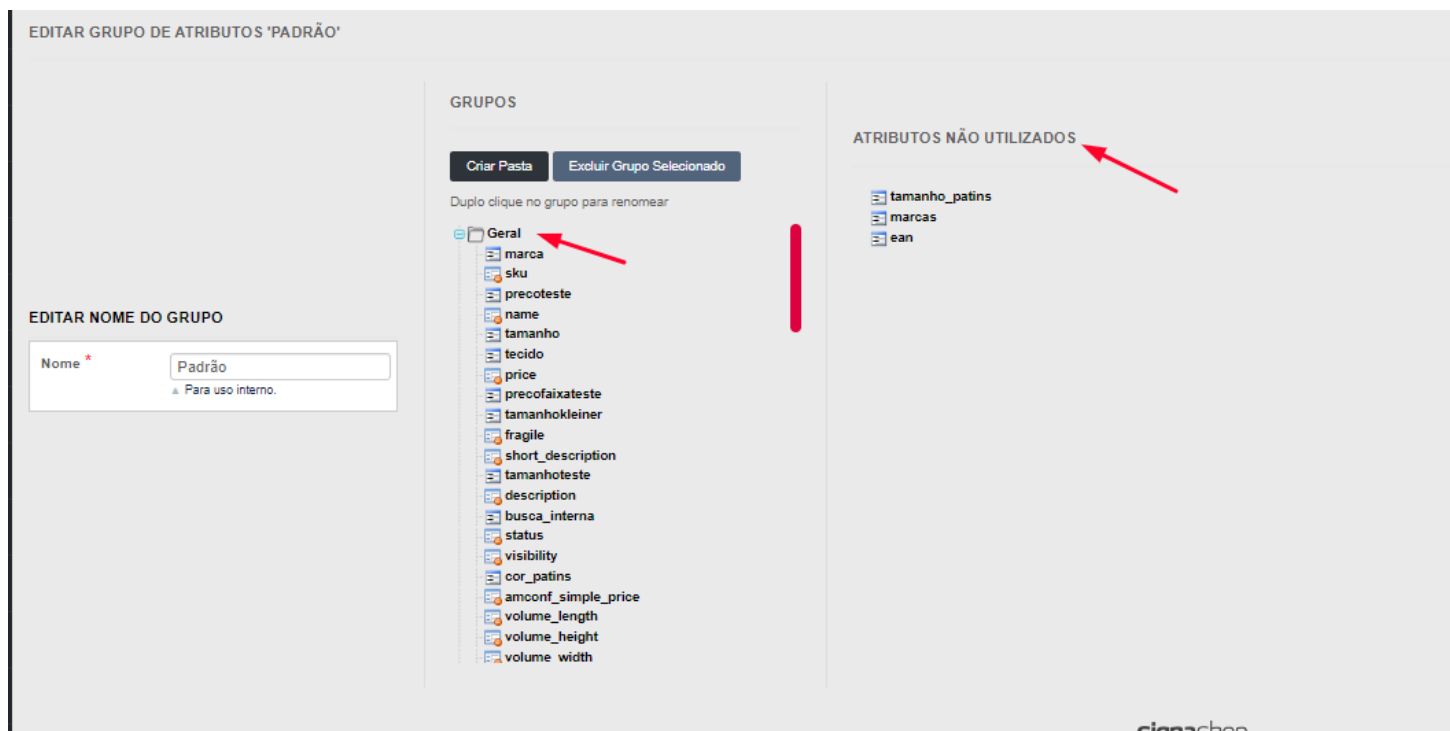 EDITAR GRUPO DE ATRIBUTOS 'PADRÃO'
EDITAR NOME DO GRUPO
Nome *
Padrão
▲ Para uso interno.
GRUPOS
Criar Pasta
Excluir Grupo Selecionado
Duplo clique no grupo para renomear
Geral
marca
sku
precoteste
name
tamanho
tecido
price
precofaixateste
tamanhokleiner
fragile
short_description
tamanhoteste
description
busca_interna
status
visibility
cor_patins
amconf_simple_price
volume_length
volume_height
volume_width
ATRIBUTOS NÃO UTILIZADOS
tamanho_patins
marcas
ean